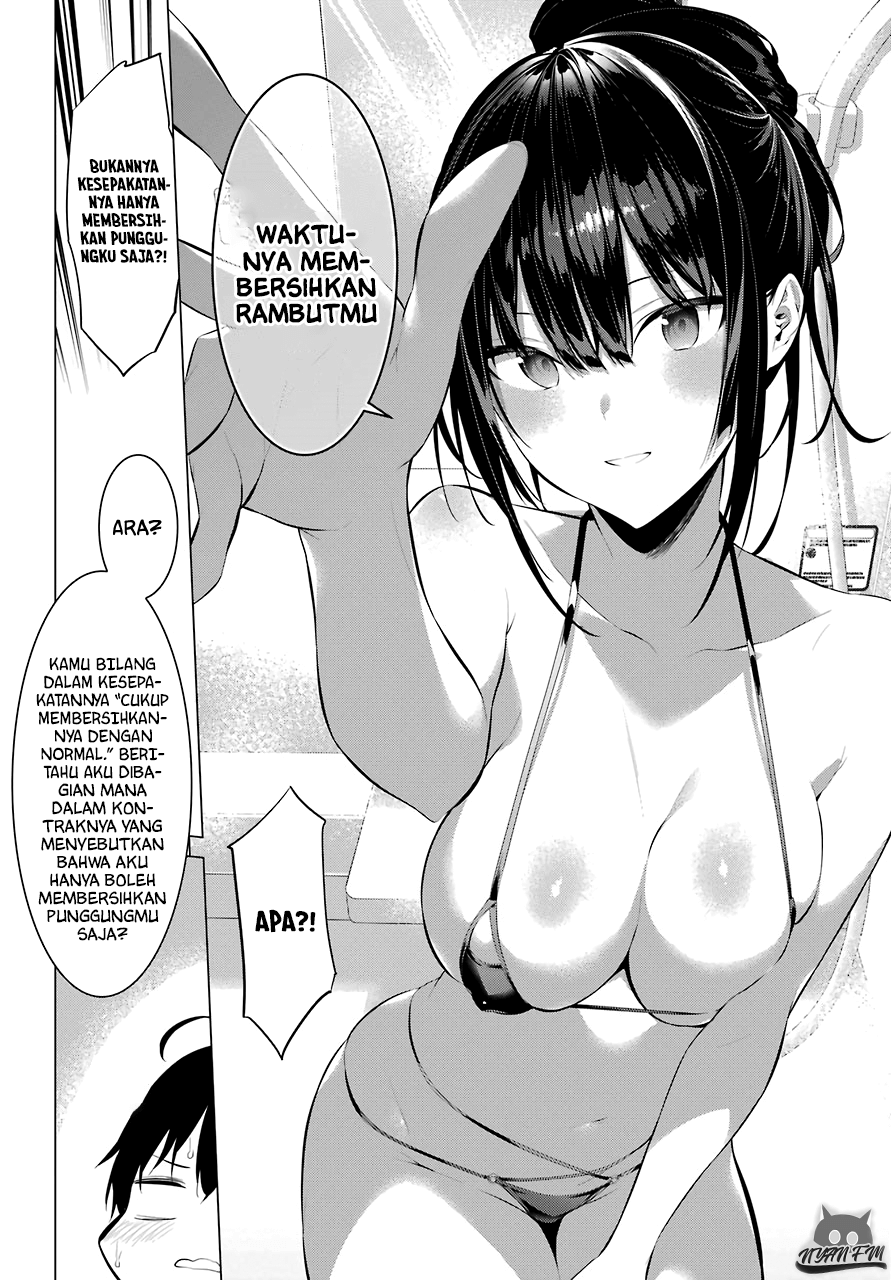 WAKTU-
NYA MEM-
BERSIHKAN
RAMBUTMU
BUKANNYA
KESEPAKATAN-
NYA HANYA
MEMBERSIH-
KAN PUNGGU-
NGKU SAJA?!
ARA?
KAMU BILANG
DALAM KESEPA-
KATANNYA “CUKUP
MEMBERSIHKAN-
NYA DENGAN
NORMAL.” BERI-
TAHU AKU DIBA-
GIAN MANA
DALAM KON-
TRAKNYA YANG
MENYEBUTKAN
BAHWA AKU
HANYA BOLEH
MEMBERSIHKAN
PUNGGUNGMU
SAJA?
APA?!
NYAN FM